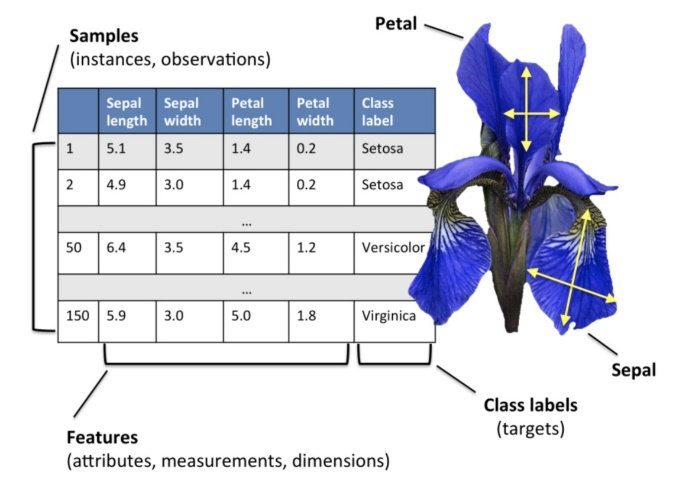 Petal
Samples
(instances, observations)
Sepal length Sepal width Petal length Petal width Class label
1 5.1 3.5 1.4 0.2 Setosa
2 4.9 3.0 1.4 0.2 Setosa
...
50 6.4 3.5 4.5 1.2 Versicolor
...
150 5.9 3.0 5.0 1.8 Virginica
Sepal
Class labels
(targets)
Features
(attributes, measurements, dimensions)